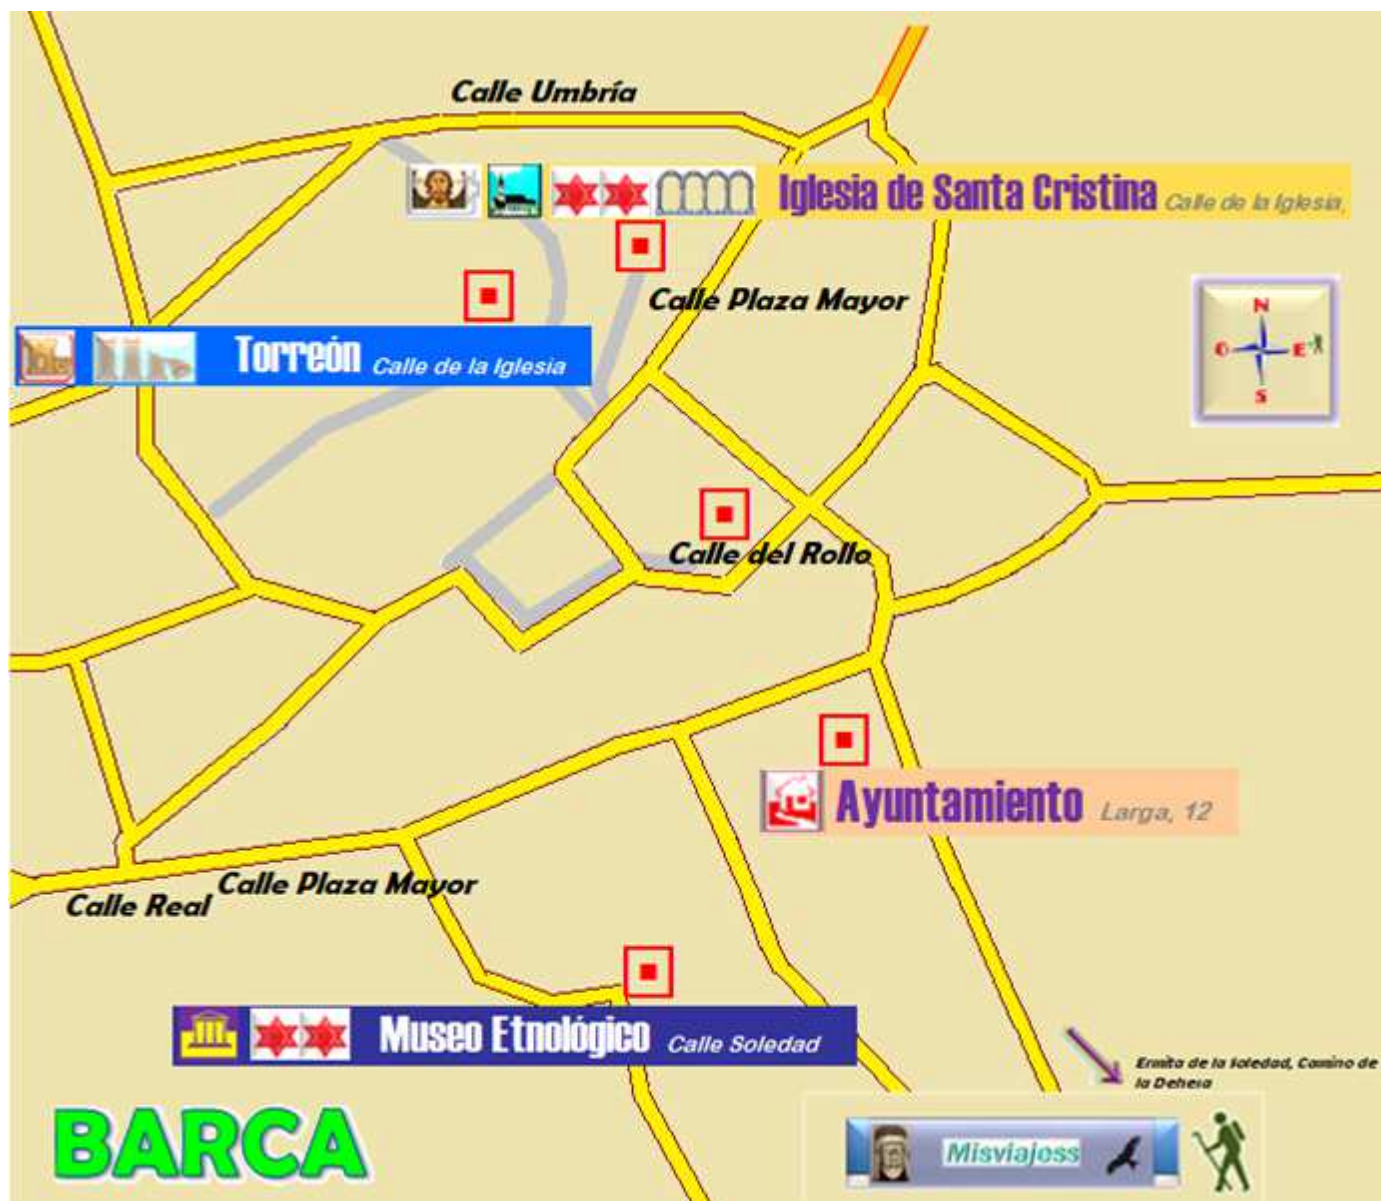 Calle Umbría
Iglesia de Santa Cristina Calle de la Iglesia,
Calle Plaza Mayor
N
O E
S
Torreón Calle de la Iglesia
Calle del Rollo
Ayuntamiento Larga, 12
Calle Plaza Mayor
Calle Real
Museo Etnológico Calle Soledad
Ermita de la Soledad, Camino de
la Dehesa
BARCA
Misviajess